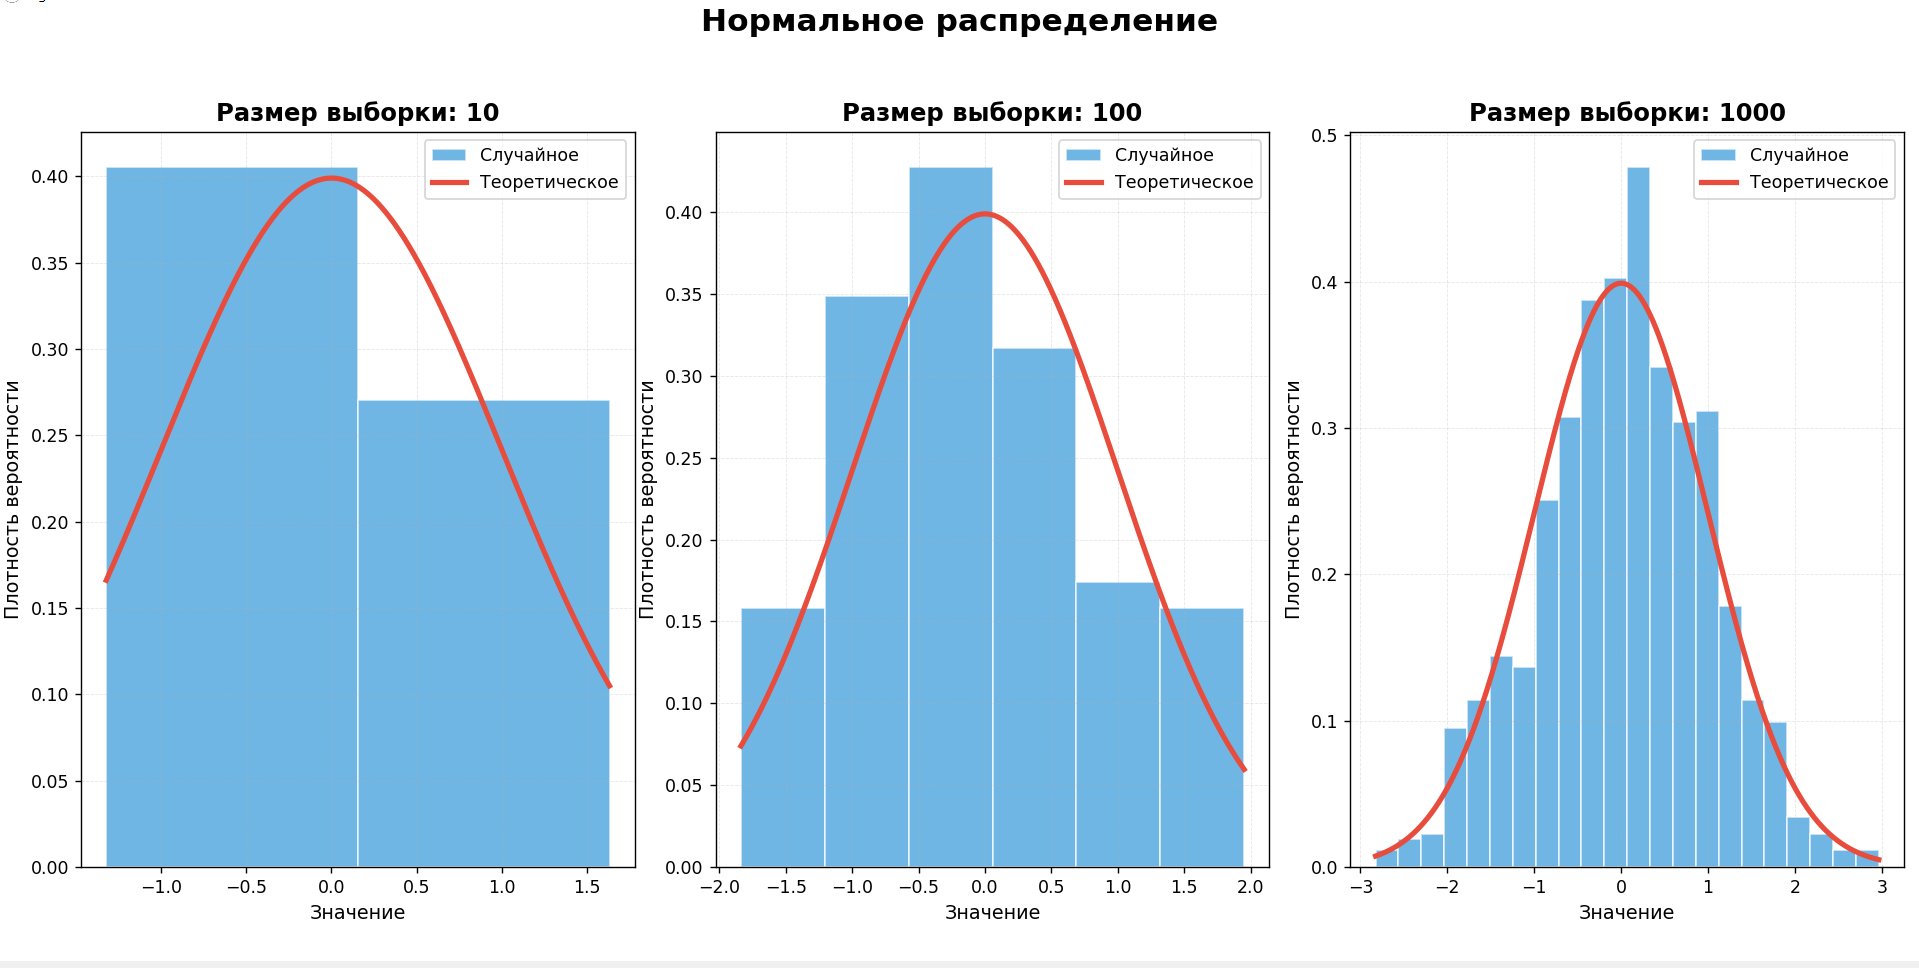 Нормальное распределение
Размер выборки: 10
Случайное
Теоретическое
0.40
0.35
0.30
0.25
0.20
0.15
0.10
0.05
0.00
Плотность вероятности
−1.0 −0.5 0.0 0.5 1.0 1.5
Значение
Размер выборки: 100
Случайное
Теоретическое
0.40
0.35
0.30
0.25
0.20
0.15
0.10
0.05
0.00
Плотность вероятности
−2.0 −1.5 −1.0 −0.5 0.0 0.5 1.0 1.5 2.0
Значение
Размер выборки: 1000
Случайное
Теоретическое
0.5
0.4
0.3
0.2
0.1
0.0
Плотность вероятности
−3 −2 −1 0 1 2 3
Значение